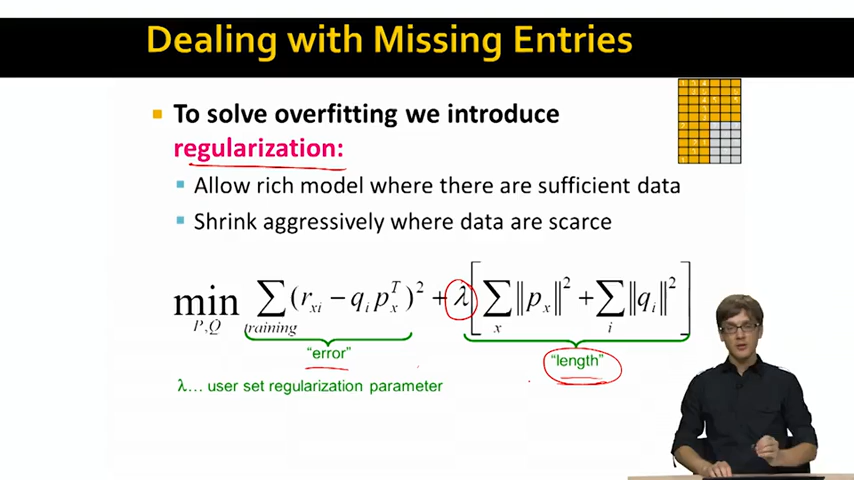 Dealing with Missing Entries
To solve overfitting we introduce
regularization:
Allow rich model where there are sufficient data
Shrink aggressively where data are scarce
min P,Q ∑ training (r_xi − q_i p_x^T)^2 + λ[∑ x ‖p_x‖^2 + ∑ i ‖q_i‖^2]
"error"
"length"
λ... user set regularization parameter